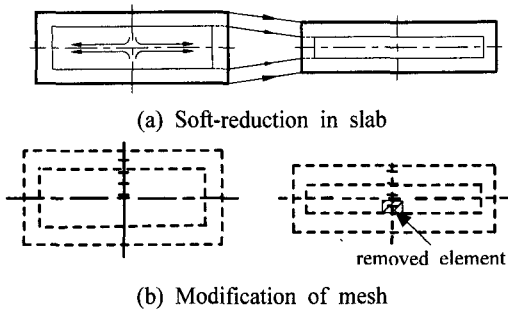 (a) Soft-reduction in slab
removed element
(b) Modification of mesh